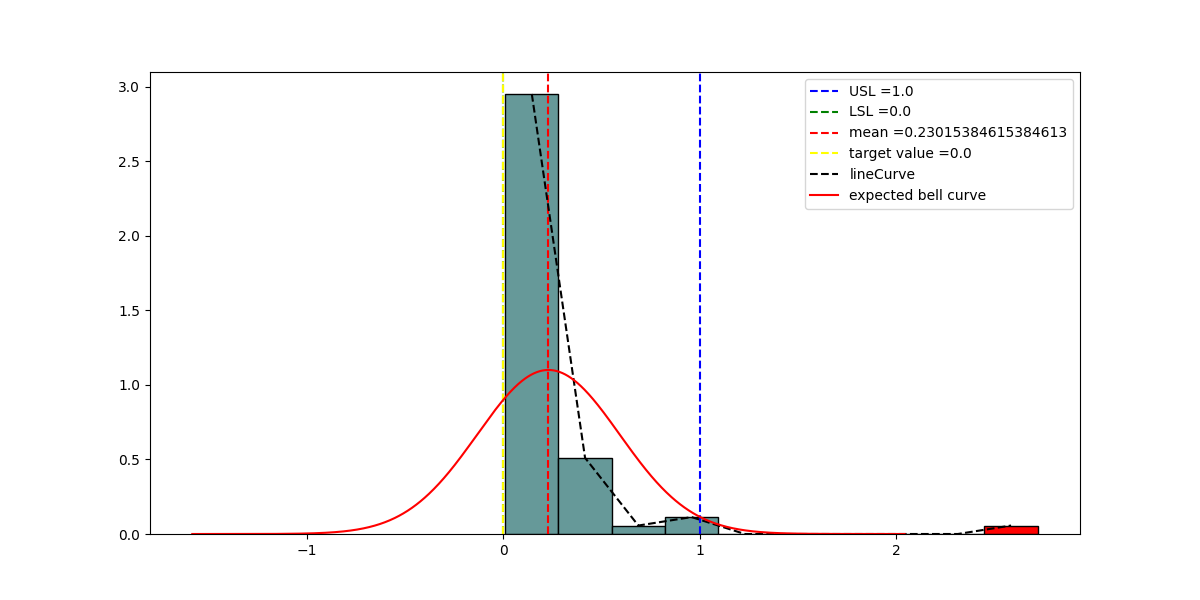 3.0
2.5
2.0
1.5
1.0
0.5
0.0
−1
0
1
2
USL =1.0
LSL =0.0
mean =0.23015384615384613
target value =0.0
lineCurve
expected bell curve